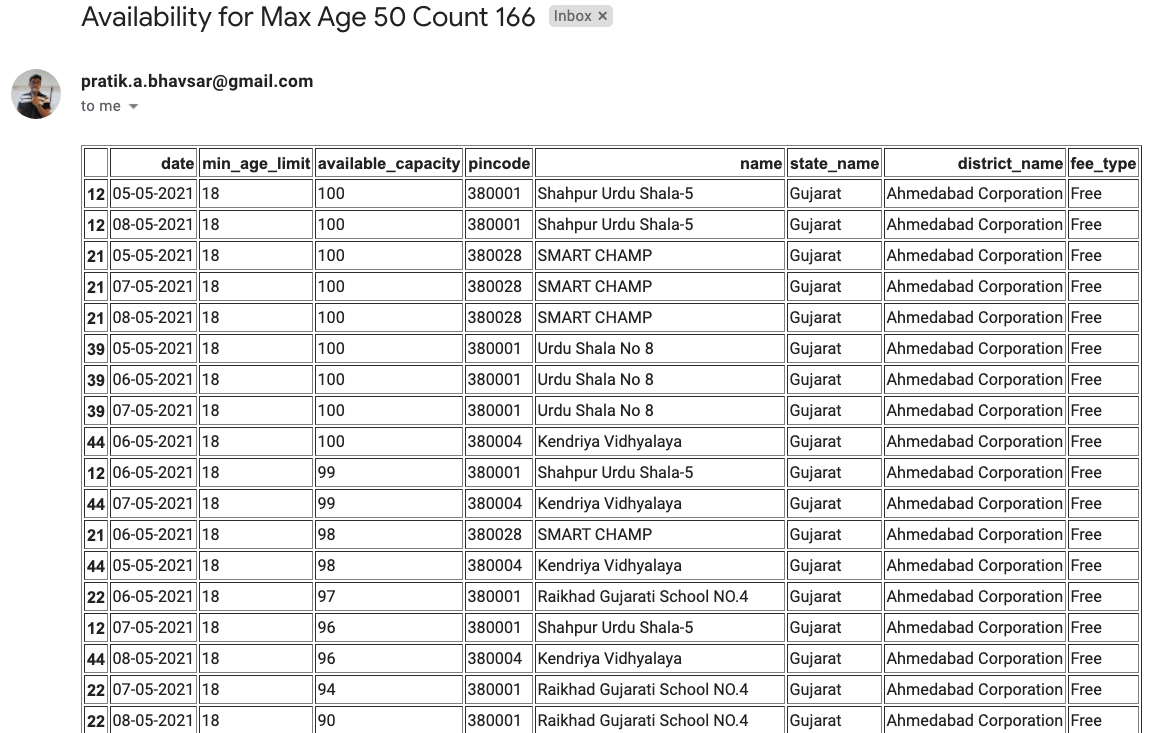 Availability for Max Age 50 Count 166 Inbox ×
pratik.a.bhavsar@gmail.com
to me
date min_age_limit available_capacity pincode name state_name district_name fee_type
12 05-05-2021 18 100 380001 Shahpur Urdu Shala-5 Gujarat Ahmedabad Corporation Free
12 08-05-2021 18 100 380001 Shahpur Urdu Shala-5 Gujarat Ahmedabad Corporation Free
21 05-05-2021 18 100 380028 SMART CHAMP Gujarat Ahmedabad Corporation Free
21 07-05-2021 18 100 380028 SMART CHAMP Gujarat Ahmedabad Corporation Free
21 08-05-2021 18 100 380028 SMART CHAMP Gujarat Ahmedabad Corporation Free
39 05-05-2021 18 100 380001 Urdu Shala No 8 Gujarat Ahmedabad Corporation Free
39 06-05-2021 18 100 380001 Urdu Shala No 8 Gujarat Ahmedabad Corporation Free
39 07-05-2021 18 100 380001 Urdu Shala No 8 Gujarat Ahmedabad Corporation Free
44 06-05-2021 18 100 380004 Kendriya Vidhyalaya Gujarat Ahmedabad Corporation Free
12 06-05-2021 18 99 380001 Shahpur Urdu Shala-5 Gujarat Ahmedabad Corporation Free
44 07-05-2021 18 99 380004 Kendriya Vidhyalaya Gujarat Ahmedabad Corporation Free
21 06-05-2021 18 98 380028 SMART CHAMP Gujarat Ahmedabad Corporation Free
44 05-05-2021 18 98 380004 Kendriya Vidhyalaya Gujarat Ahmedabad Corporation Free
22 06-05-2021 18 97 380001 Raikhad Gujarati School NO.4 Gujarat Ahmedabad Corporation Free
12 07-05-2021 18 96 380001 Shahpur Urdu Shala-5 Gujarat Ahmedabad Corporation Free
44 08-05-2021 18 96 380004 Kendriya Vidhyalaya Gujarat Ahmedabad Corporation Free
22 07-05-2021 18 94 380001 Raikhad Gujarati School NO.4 Gujarat Ahmedabad Corporation Free
22 08-05-2021 18 90 380001 Raikhad Gujarati School NO.4 Gujarat Ahmedabad Corporation Free